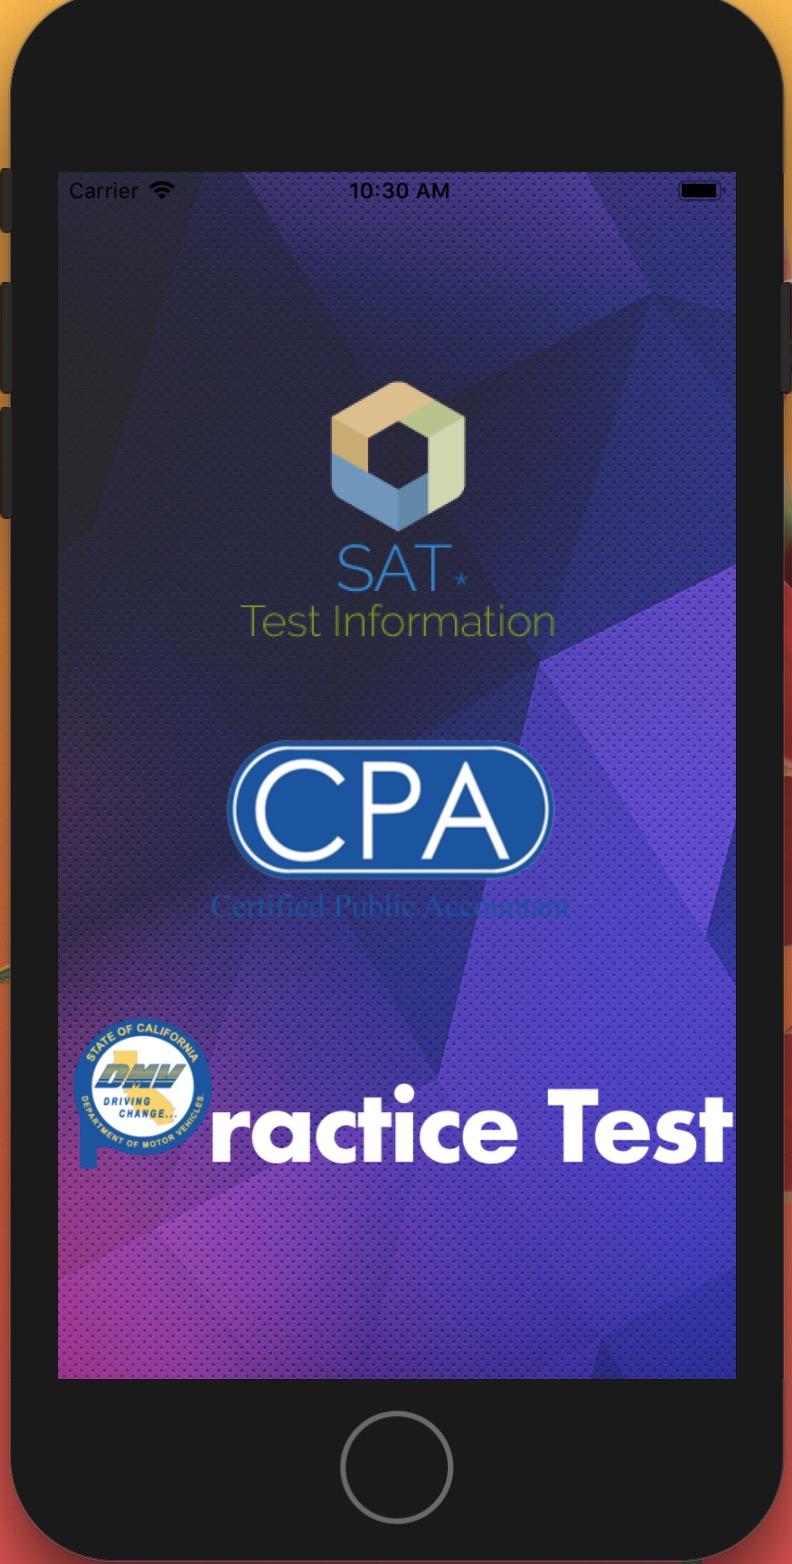 Carrier 10:30 AM
SAT*
Test Information
CPA
Certified Public Accountant
STATE OF CALIFORNIA
DMV
DRIVING
CHANGE...
DEPARTMENT OF MOTOR VEHICLES.
practice Test